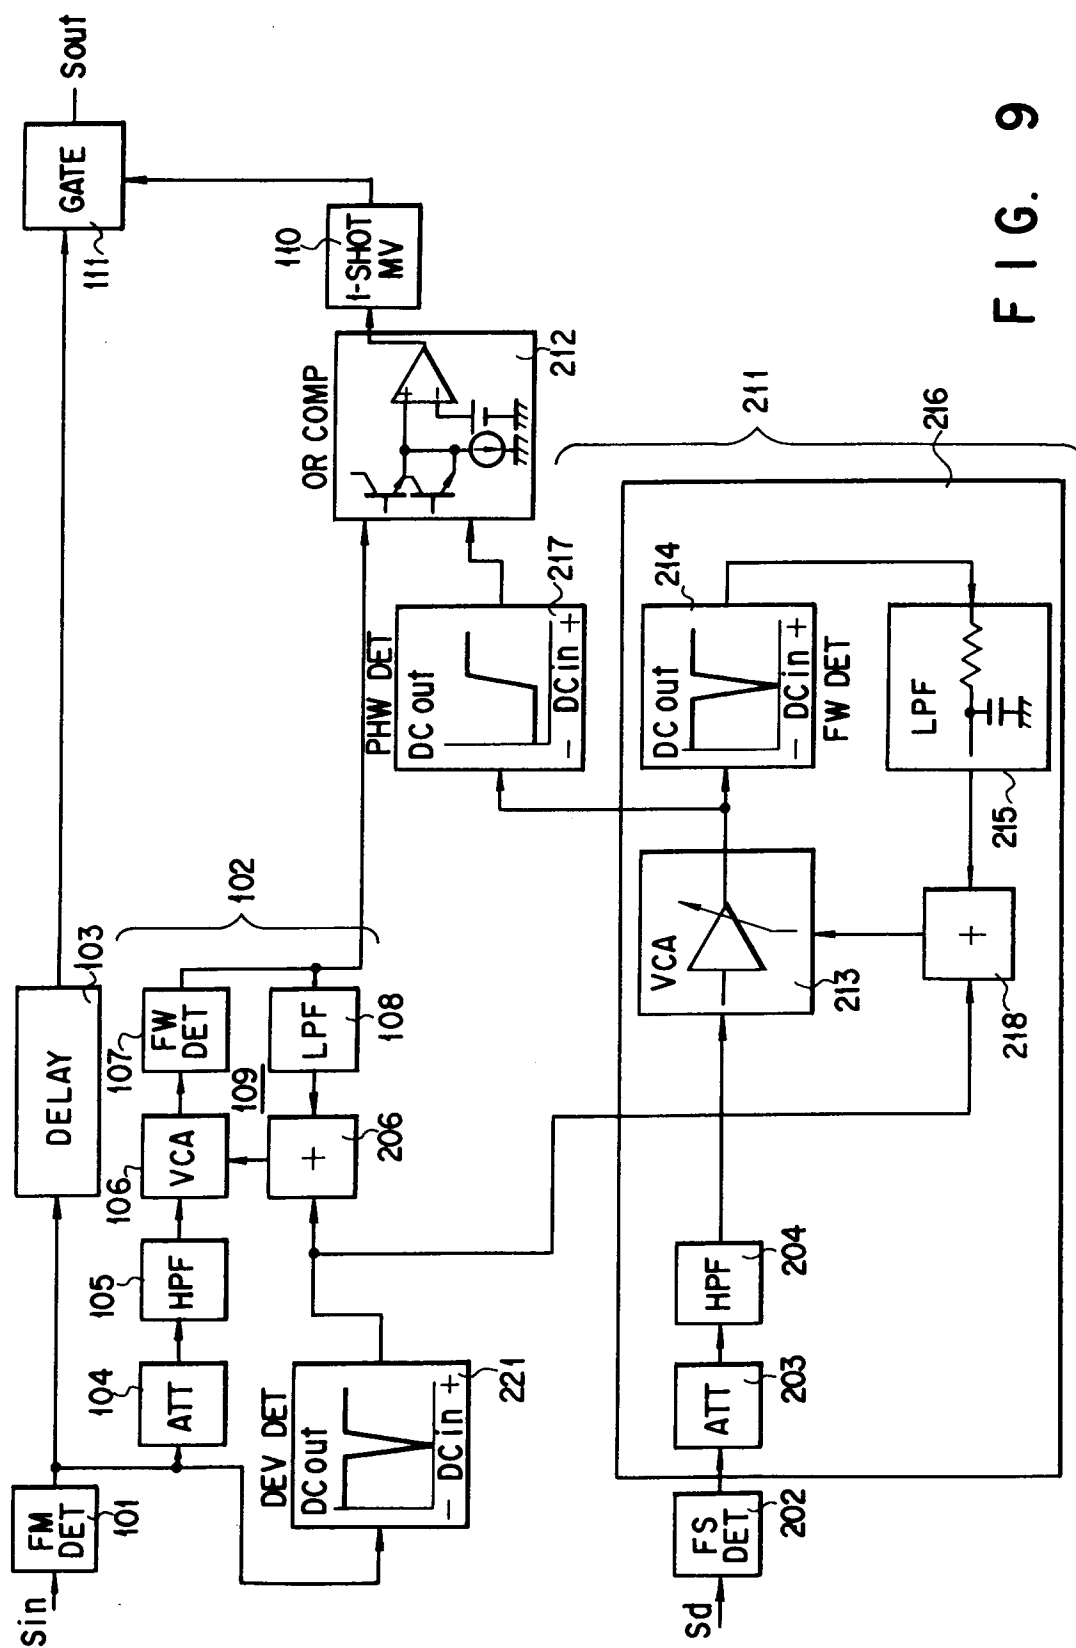 Sin
FM
DET
101
DELAY
103
GATE
111
Sout
ATT
104
HPF
105
VCA
106
FW
DET
107
102
109
LPF
108
+
206
DEV DET
DC out
- DC in +
221
PHW DET
DC out
- DC in +
217
OR COMP
+
-
212
1-SHOT
MV
110
211
216
Sd
FS
DET
202
ATT
203
HPF
204
VCA
213
DC out
- DC in +
FW DET
214
LPF
215
+
218
FIG. 9